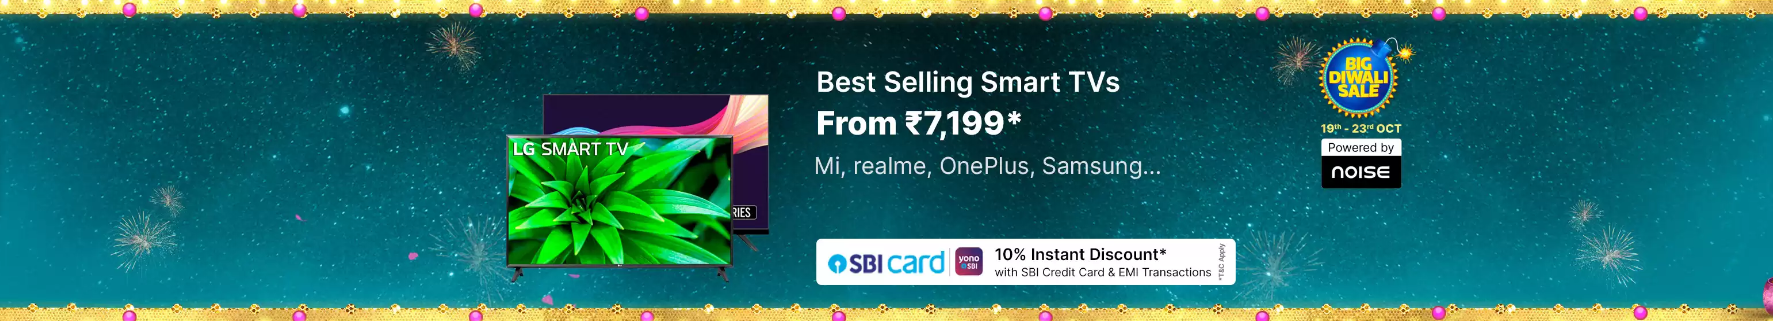 LG SMART TV
RIES
Best Selling Smart TVs
From ₹7,199*
Mi, realme, OnePlus, Samsung...
SBI card
yono
SBI
10% Instant Discount*
with SBI Credit Card & EMI Transactions
*T&C Apply
BIG
DIWALI
SALE
19th - 23rd OCT
Powered by
noise